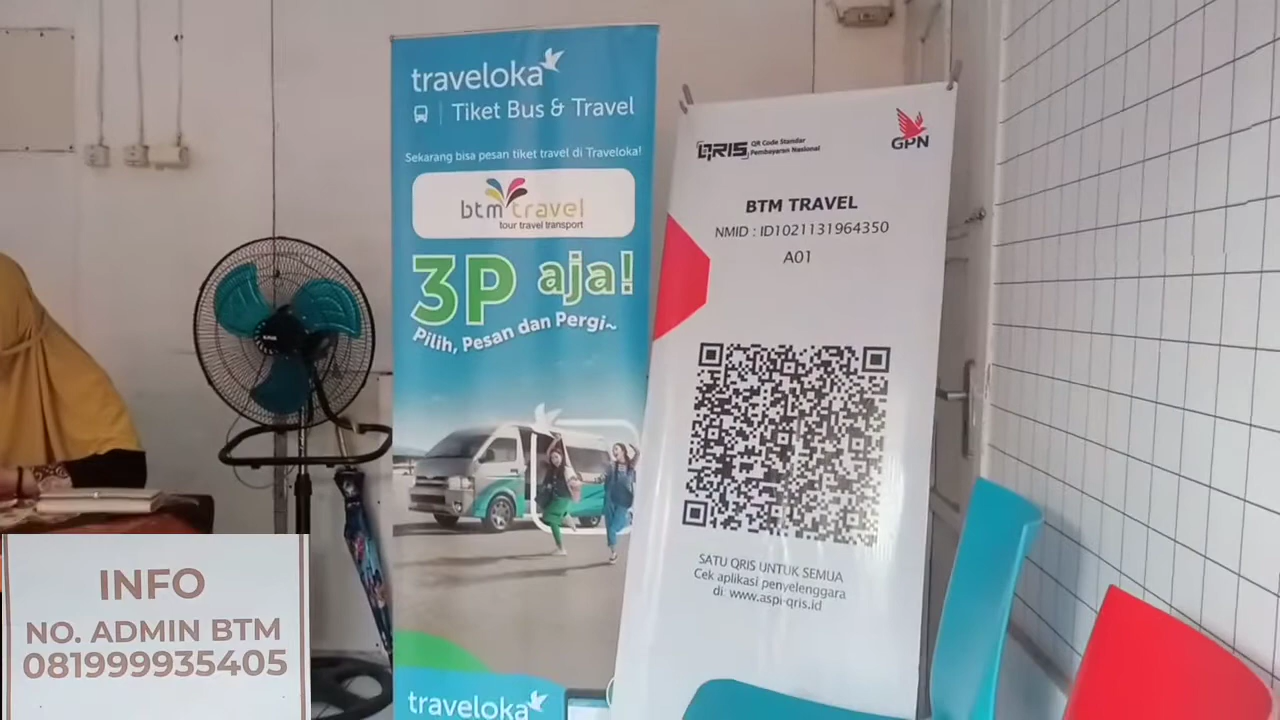 traveloka
Tiket Bus & Travel
Sekarang bisa pesan tiket travel di Traveloka!
btm travel
tour travel transport
3P aja!
Pilih, Pesan dan Pergi~
traveloka
QRIS QR Code Standar
Pembayaran Nasional
GPN
BTM TRAVEL
NMID : ID1021131964350
A01
SATU QRIS UNTUK SEMUA
Cek aplikasi penyelenggara
di: www.aspi-qris.id
INFO
NO. ADMIN BTM
081999935405